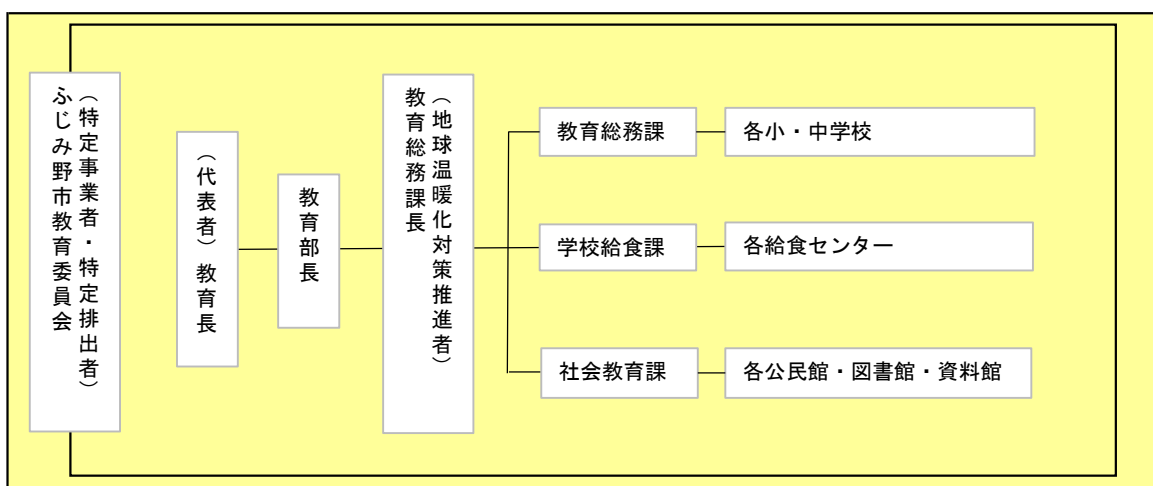 （特定事業者・特定排出者）
ふじみ野市教育委員会
（代表者）教育長
教育部長
（地球温暖化対策推進者）
教育総務課長
教育総務課
各小・中学校
学校給食課
各給食センター
社会教育課
各公民館・図書館・資料館